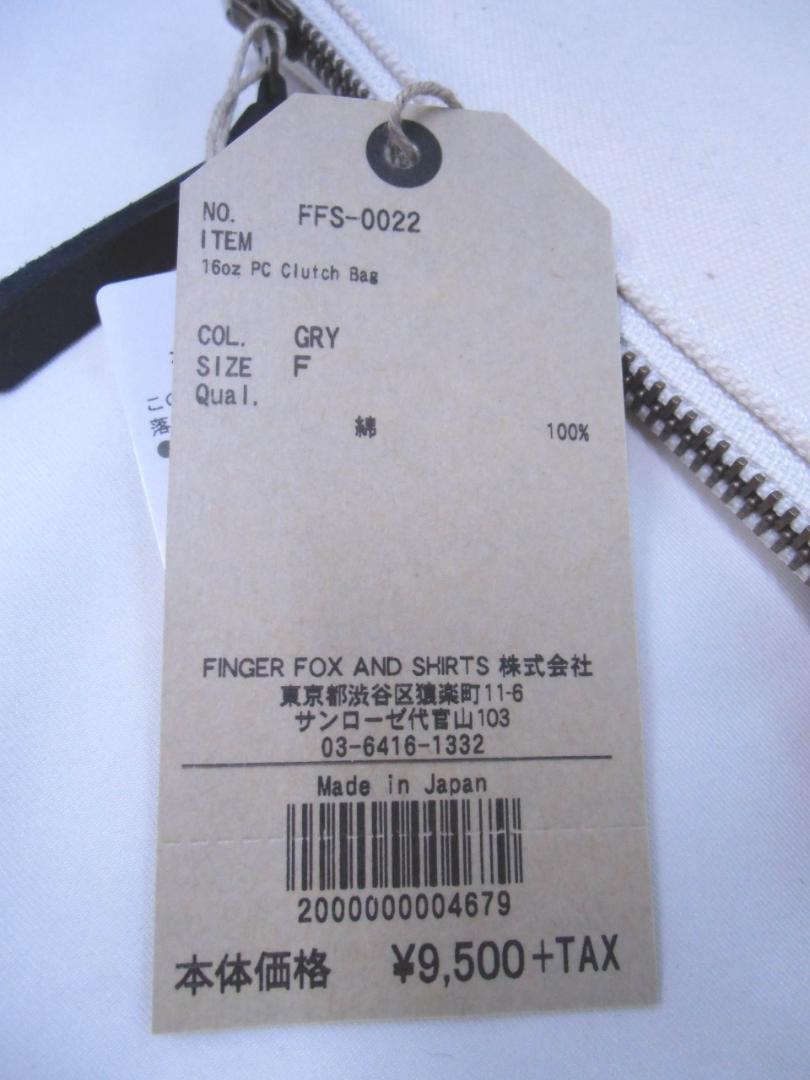 NO. FFS-0022
ITEM
16oz PC Clutch Bag
COL. GRY
SIZE F
Qual.
綿 100%
こ
落
FINGER FOX AND SHIRTS 株式会社
東京都渋谷区猿楽町11-6
サンローゼ代官山103
03-6416-1332
Made in Japan
2000000004679
本体価格 ¥9,500+TAX